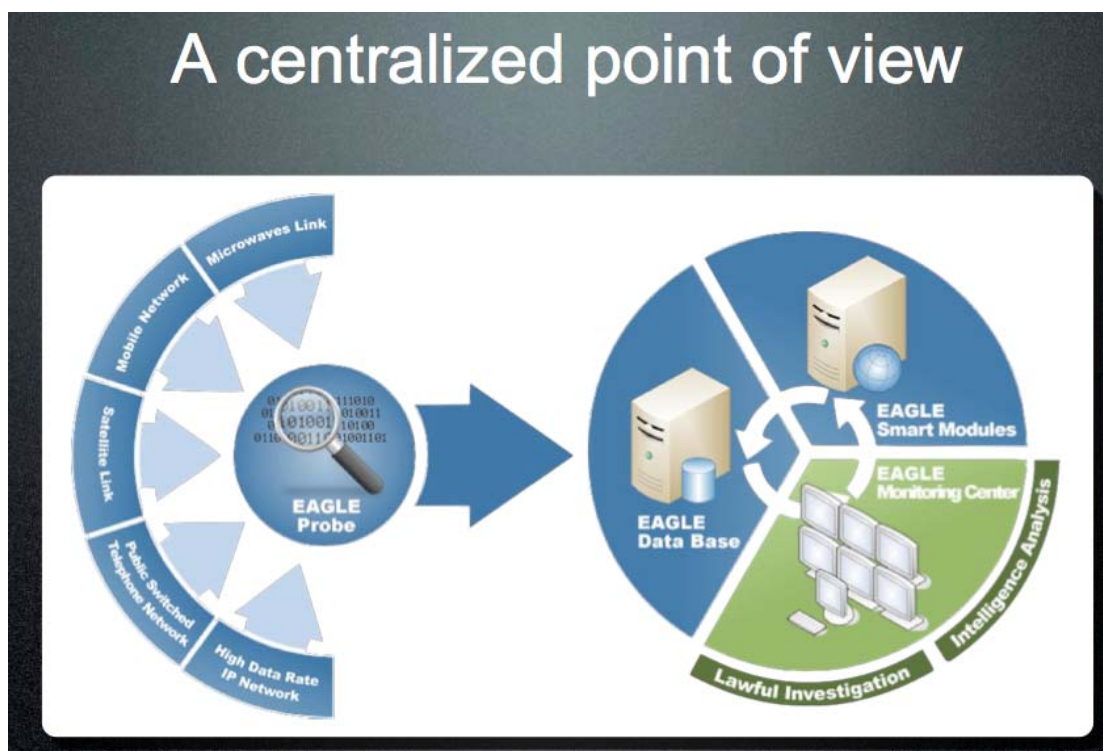 A centralized point of view
Microwaves Link
Mobile Network
Satellite Link
Public Switched
Telephone Network
High Data Rate
IP Network
EAGLE
Probe
EAGLE
Data Base
EAGLE
Smart Modules
EAGLE
Monitoring Center
Lawful Investigation
Intelligence Analysis